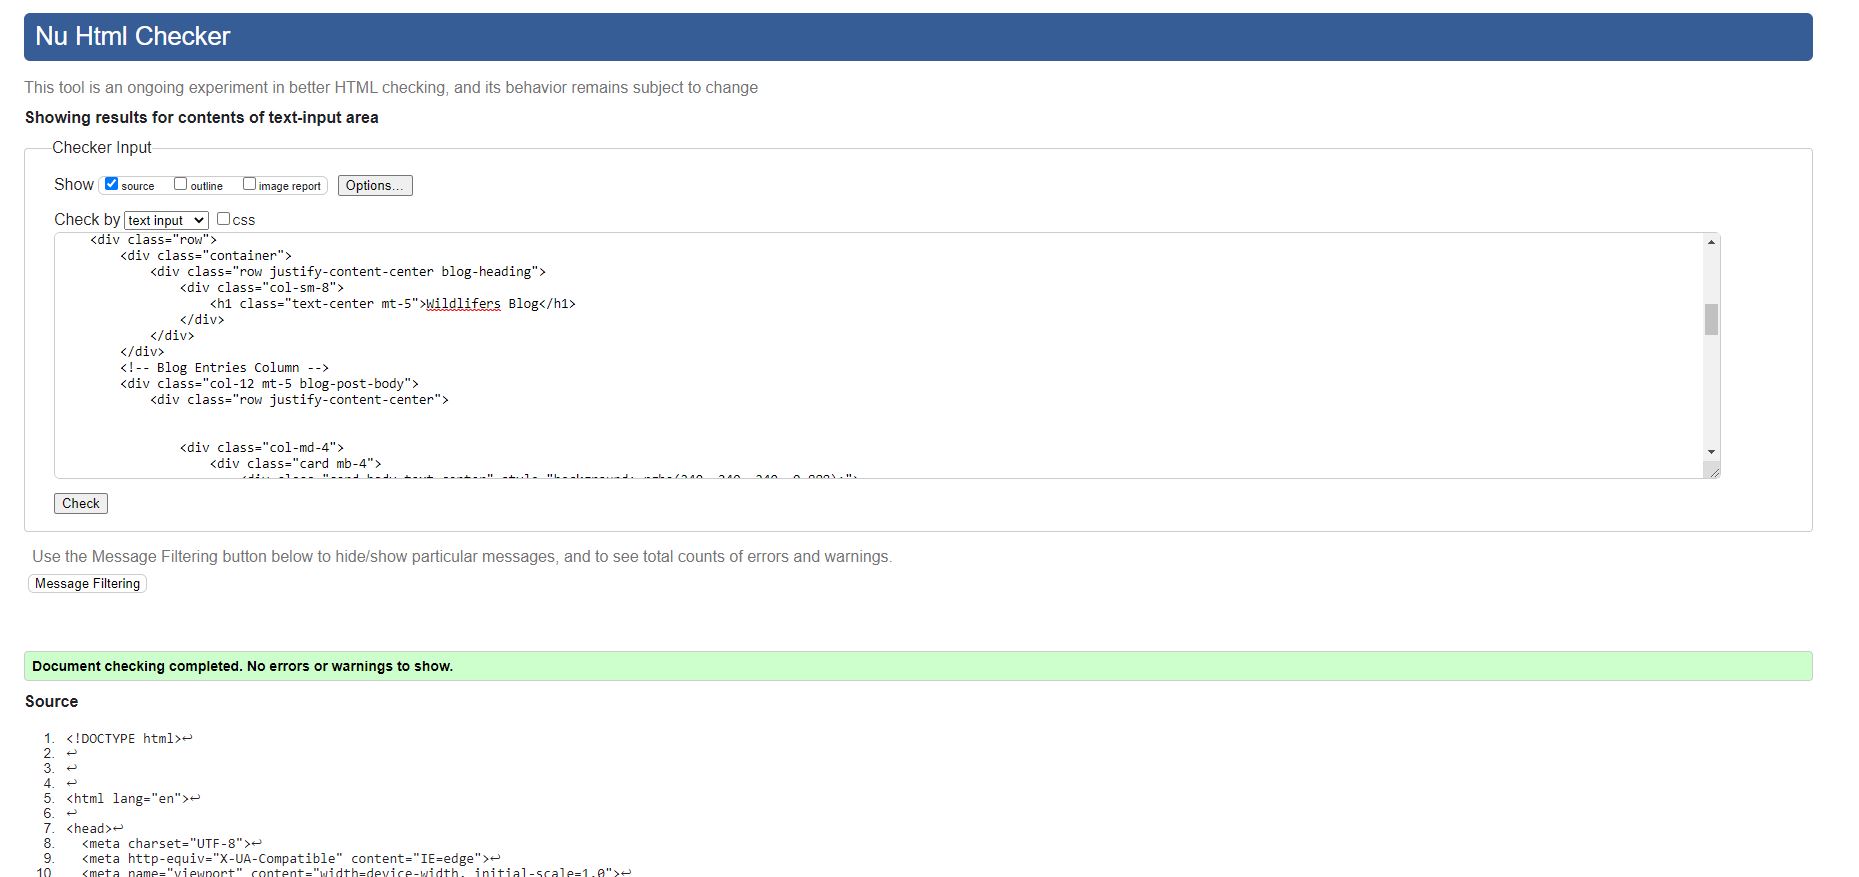 Nu Html Checker
This tool is an ongoing experiment in better HTML checking, and its behavior remains subject to change
Showing results for contents of text-input area
Checker Input
Show source outline image report Options...
Check by text input css
<div class="row">
<div class="container">
<div class="row justify-content-center blog-heading">
<div class="col-sm-8">
<h1 class="text-center mt-5">Wildlifers Blog</h1>
</div>
</div>
</div>
<!-- Blog Entries Column -->
<div class="col-12 mt-5 blog-post-body">
<div class="row justify-content-center">
<div class="col-md-4">
<div class="card mb-4">
Check
Use the Message Filtering button below to hide/show particular messages, and to see total counts of errors and warnings.
Message Filtering
Document checking completed. No errors or warnings to show.
Source
1. <!DOCTYPE html>↩
2. ↩
3. ↩
4. ↩
5. <html lang="en">↩
6. ↩
7. <head>↩
8. <meta charset="UTF-8">↩
9. <meta http-equiv="X-UA-Compatible" content="IE=edge">↩
10. <meta name="viewport" content="width=device-width, initial-scale=1.0">↩